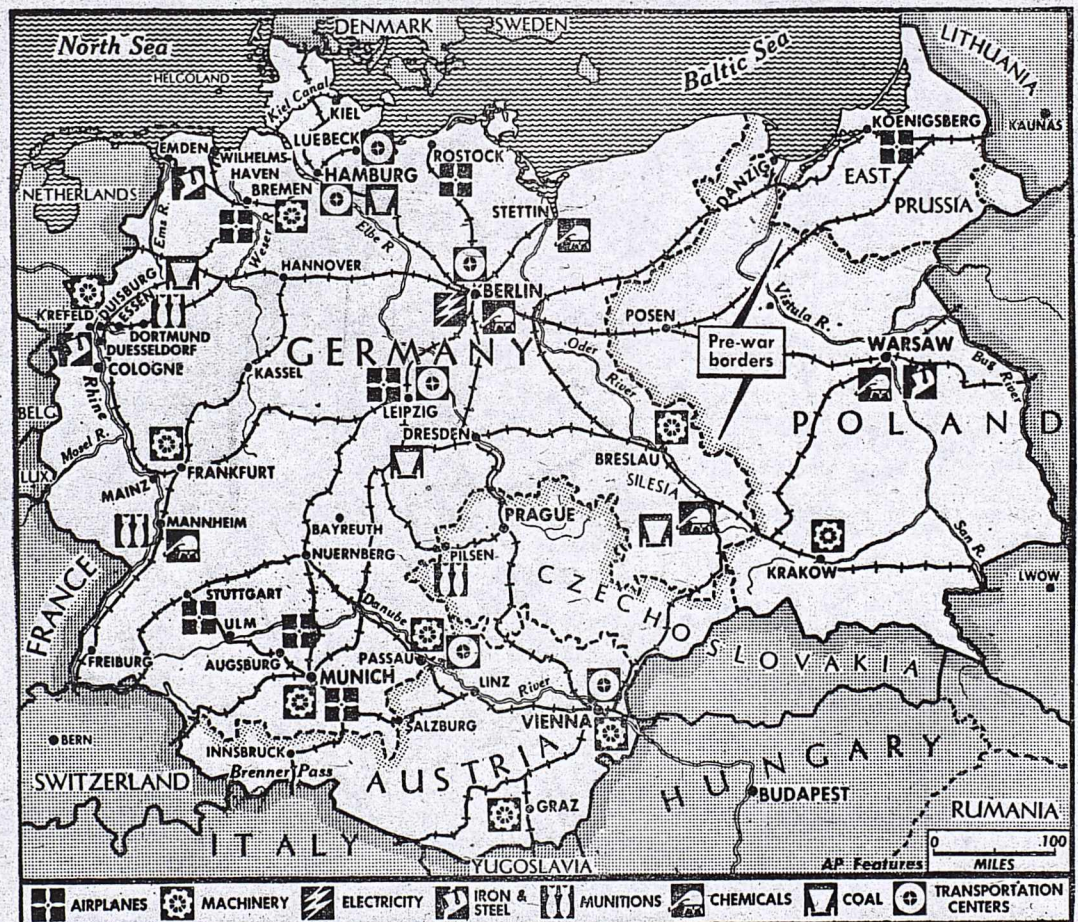 DENMARK
SWEDEN
North Sea
Baltic Sea
LITHUANIA
HELGOLAND
Kiel Canal
KIEL
KOENIGSBERG
KAUNAS
LUEBECK
ROSTOCK
EMDEN
WILHELMS-
HAVEN
HAMBURG
DANZIG
EAST
PRUSSIA
NETHERLANDS
BREMEN
STETTIN
Ems R.
Weser R.
Elbe R.
HANNOVER
BERLIN
DUISBURG
ESSEN
KREFELD
DORTMUND
DUESSELDORF
COLOGNE
POSEN
Vistula R.
Pre-war
borders
WARSAW
Bug River
GERMANY
Oder
River
KASSEL
Rhine
BELG.
LEIPZIG
POLAND
Mosel R.
DRESDEN
BRESLAU
LUX.
FRANKFURT
SILESIA
MAINZ
PRAGUE
MANNHEIM
BAYREUTH
NUERNBERG
PILSEN
KRAKOW
San R.
LWOW
FRANCE
CZECHOSLOVAKIA
STUTTGART
Danube
ULM
PASSAU
FREIBURG
AUGSBURG
MUNICH
LINZ
River
SALZBURG
VIENNA
BERN
INNSBRUCK
Brenner Pass
AUSTRIA
HUNGARY
SWITZERLAND
BUDAPEST
GRAZ
RUMANIA
ITALY
YUGOSLAVIA
0 100
AP Features
MILES
AIRPLANES
MACHINERY
ELECTRICITY
IRON &
STEEL
MUNITIONS
CHEMICALS
COAL
TRANSPORTATION
CENTERS